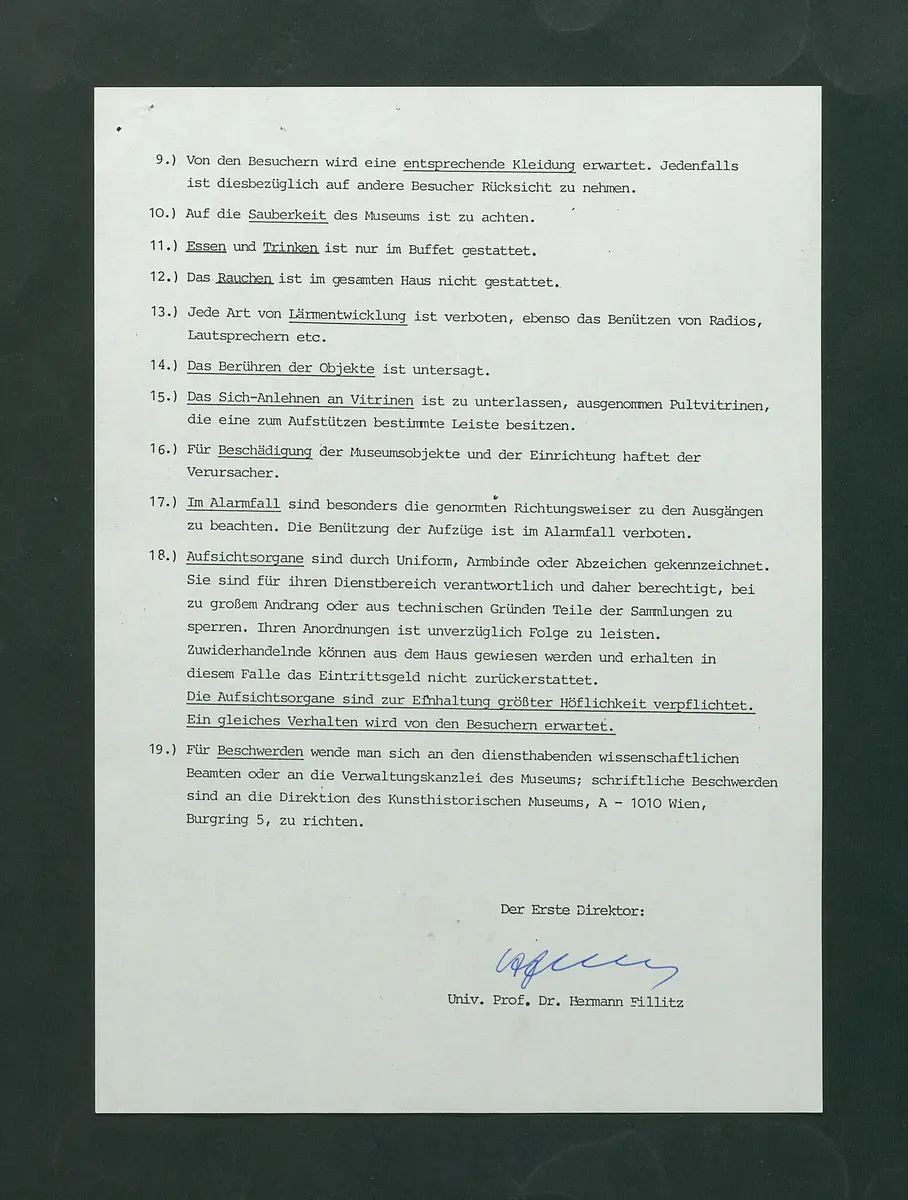 9.) Von den Besuchern wird eine entsprechende Kleidung erwartet. Jedenfalls
ist diesbezüglich auf andere Besucher Rücksicht zu nehmen.
10.) Auf die Sauberkeit des Museums ist zu achten.
11.) Essen und Trinken ist nur im Buffet gestattet.
12.) Das Rauchen ist im gesamten Haus nicht gestattet.
13.) Jede Art von Lärmentwicklung ist verboten, ebenso das Benützen von Radios,
Lautsprechern etc.
14.) Das Berühren der Objekte ist untersagt.
15.) Das Sich-Anlehnen an Vitrinen ist zu unterlassen, ausgenommen Pultvitrinen,
die eine zum Aufstützen bestimmte Leiste besitzen.
16.) Für Beschädigung der Museumsobjekte und der Einrichtung haftet der
Verursacher.
17.) Im Alarmfall sind besonders die genormten Richtungsweiser zu den Ausgängen
zu beachten. Die Benützung der Aufzüge ist im Alarmfall verboten.
18.) Aufsichtsorgane sind durch Uniform, Armbinde oder Abzeichen gekennzeichnet.
Sie sind für ihren Dienstbereich verantwortlich und daher berechtigt, bei
zu großem Andrang oder aus technischen Gründen Teile der Sammlungen zu
sperren. Ihren Anordnungen ist unverzüglich Folge zu leisten.
Zuwiderhandelnde können aus dem Haus gewiesen werden und erhalten in
diesem Falle das Eintrittsgeld nicht zurückerstattet.
Die Aufsichtsorgane sind zur Einhaltung größter Höflichkeit verpflichtet.
Ein gleiches Verhalten wird von den Besuchern erwartet.
19.) Für Beschwerden wende man sich an den diensthabenden wissenschaftlichen
Beamten oder an die Verwaltungskanzlei des Museums; schriftliche Beschwerden
sind an die Direktion des Kunsthistorischen Museums, A - 1010 Wien,
Burgring 5, zu richten.
Der Erste Direktor:
Univ. Prof. Dr. Hermann Fillitz